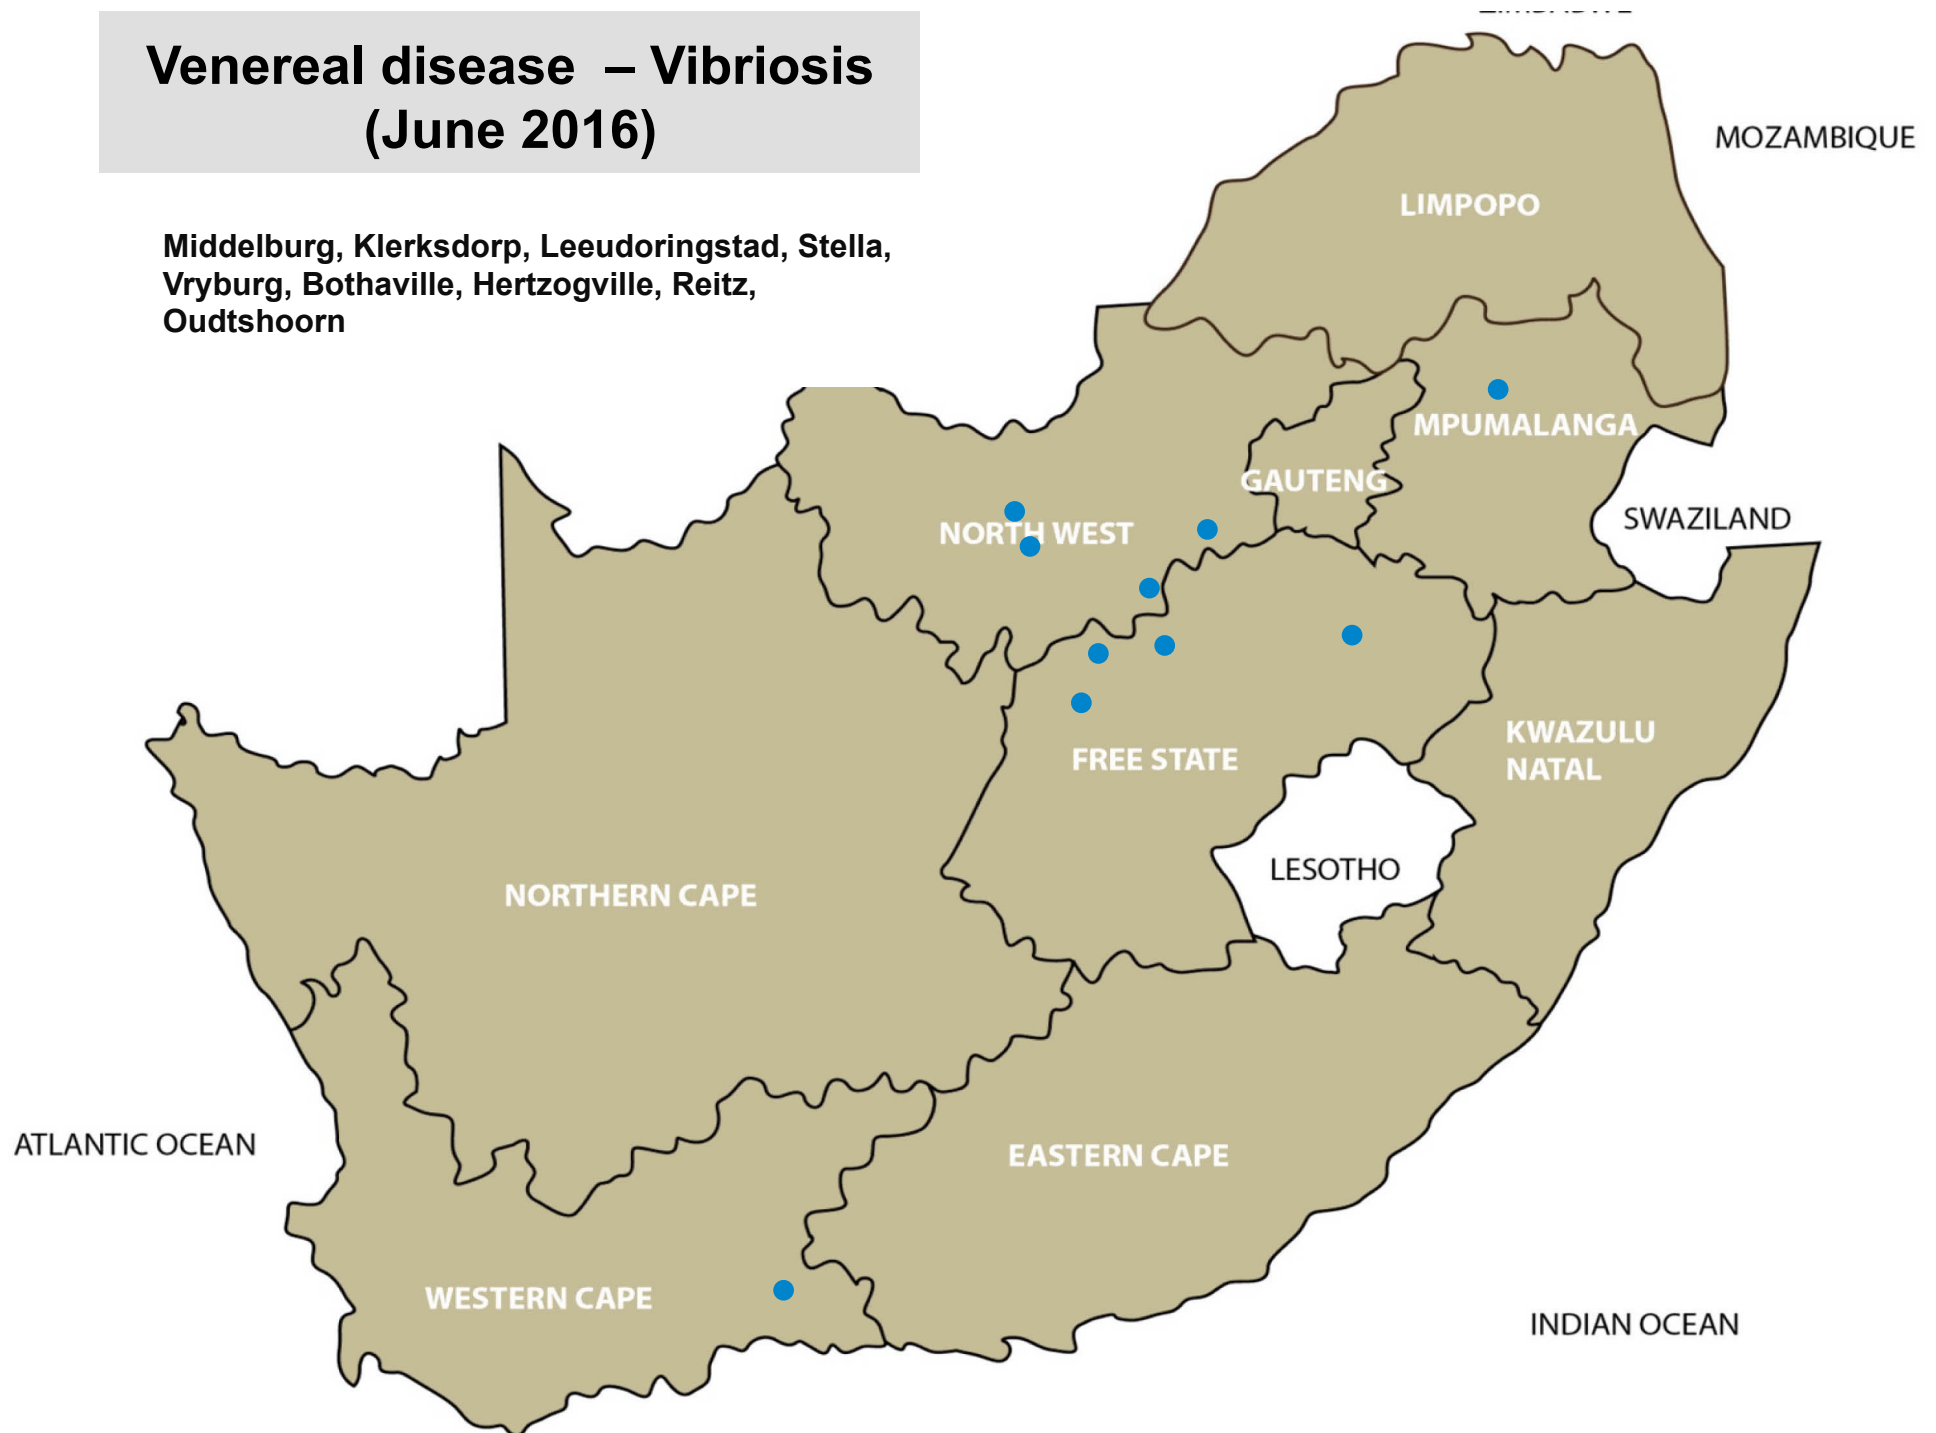 Venereal disease – Vibriosis
(June 2016)
Middelburg, Klerksdorp, Leeudoringstad, Stella,
Vryburg, Bothaville, Hertzogville, Reitz,
Oudtshoorn
MOZAMBIQUE
LIMPOPO
MPUMALANGA
GAUTENG
SWAZILAND
NORTH WEST
KWAZULU
NATAL
FREE STATE
LESOTHO
NORTHERN CAPE
ATLANTIC OCEAN
EASTERN CAPE
WESTERN CAPE
INDIAN OCEAN